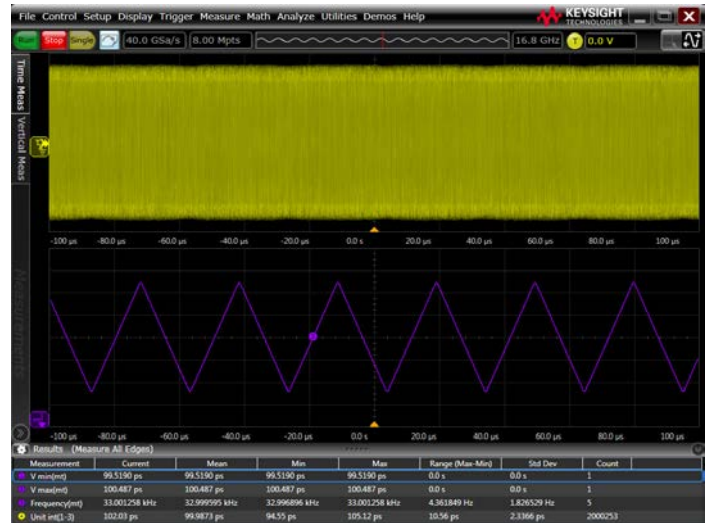 File Control Setup Display Trigger Measure Math Analyze Utilities Demos Help
KEYSIGHT TECHNOLOGIES
Run Stop Single 40.0 GSa/s 8.00 Mpts 16.8 GHz T 0.0 V
Time Meas
Vertical Meas
-100 µs -80.0 µs -60.0 µs -40.0 µs -20.0 µs 0.0 s 20.0 µs 40.0 µs 60.0 µs 80.0 µs 100 µs
Measurements
-100 µs -80.0 µs -60.0 µs -40.0 µs -20.0 µs 0.0 s 20.0 µs 40.0 µs 60.0 µs 80.0 µs 100 µs
Results (Measure All Edges)
Measurement Current Mean Min Max Range (Max-Min) Std Dev Count
V min(mt) 99.5190 ps 99.5190 ps 99.5190 ps 99.5190 ps 0.0 s 0.0 s 1
V max(mt) 100.487 ps 100.487 ps 100.487 ps 100.487 ps 0.0 s 0.0 s 1
Frequency(mt) 33.001258 kHz 32.999595 kHz 32.996896 kHz 33.001258 kHz 4.361849 Hz 1.826529 Hz 5
Unit int(1-3) 102.03 ps 99.9873 ps 94.55 ps 105.12 ps 10.56 ps 2.3366 ps 2000253